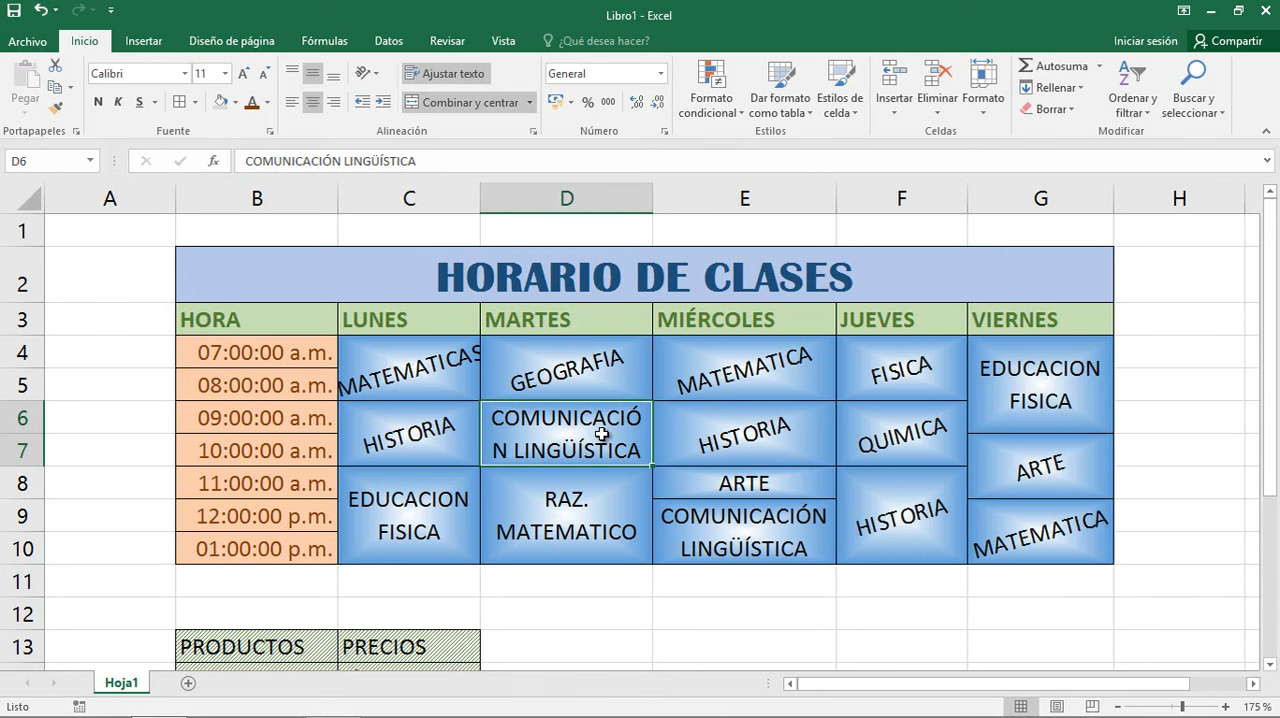 Libro1 - Excel
Archivo Inicio Insertar Diseño de página Fórmulas Datos Revisar Vista ¿Qué desea hacer? Iniciar sesión Compartir
Pegar
Calibri 11
N K S A
Ajustar texto
Combinar y centrar
General
% 000
Formato condicional
Dar formato como tabla
Estilos de celda
Insertar
Eliminar
Formato
Autosuma
Rellenar
Borrar
Ordenar y filtrar
Buscar y seleccionar
Portapapeles Fuente Alineación Número Estilos Celdas Modificar
D6 fx COMUNICACIÓN LINGÜÍSTICA
A B C D E F G H
1
2 HORARIO DE CLASES
3 HORA LUNES MARTES MIÉRCOLES JUEVES VIERNES
4 07:00:00 a.m. MATEMATICAS GEOGRAFIA MATEMATICA FISICA EDUCACION
5 08:00:00 a.m. FISICA
6 09:00:00 a.m. HISTORIA COMUNICACIÓ HISTORIA QUIMICA
7 10:00:00 a.m. N LINGÜÍSTICA ARTE
8 11:00:00 a.m. EDUCACION RAZ. ARTE HISTORIA
9 12:00:00 p.m. FISICA MATEMATICO COMUNICACIÓN MATEMATICA
10 01:00:00 p.m. LINGÜÍSTICA
11
12
13 PRODUCTOS PRECIOS
Hoja1
Listo 175 %